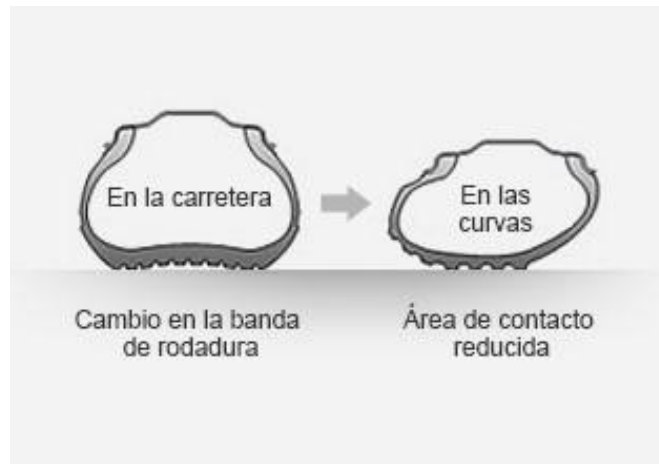 En la carretera
En las
curvas
Cambio en la banda
de rodadura
Área de contacto
reducida